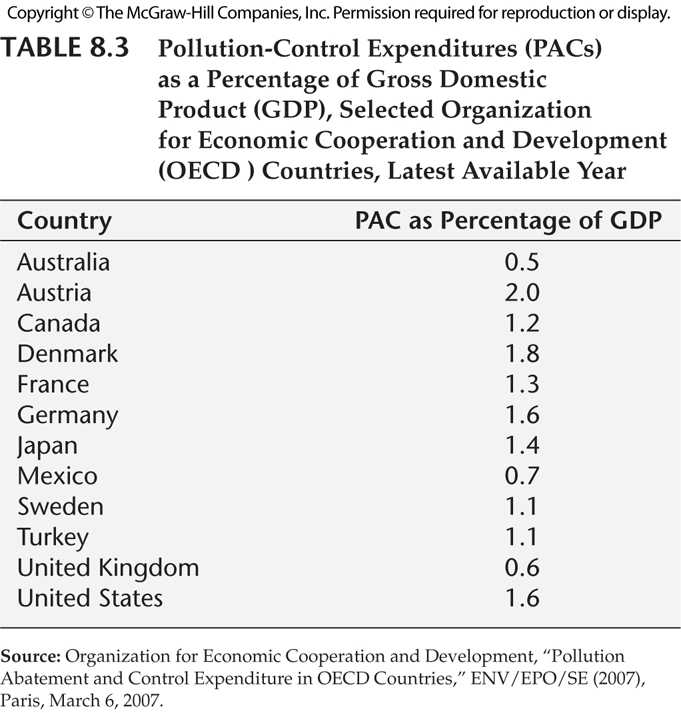 Copyright © The McGraw-Hill Companies, Inc. Permission required for reproduction or display.
TABLE 8.3 Pollution-Control Expenditures (PACs)
as a Percentage of Gross Domestic
Product (GDP), Selected Organization
for Economic Cooperation and Development
(OECD ) Countries, Latest Available Year
Country PAC as Percentage of GDP
Australia 0.5
Austria 2.0
Canada 1.2
Denmark 1.8
France 1.3
Germany 1.6
Japan 1.4
Mexico 0.7
Sweden 1.1
Turkey 1.1
United Kingdom 0.6
United States 1.6
Source: Organization for Economic Cooperation and Development, “Pollution
Abatement and Control Expenditure in OECD Countries,” ENV/EPO/SE (2007),
Paris, March 6, 2007.